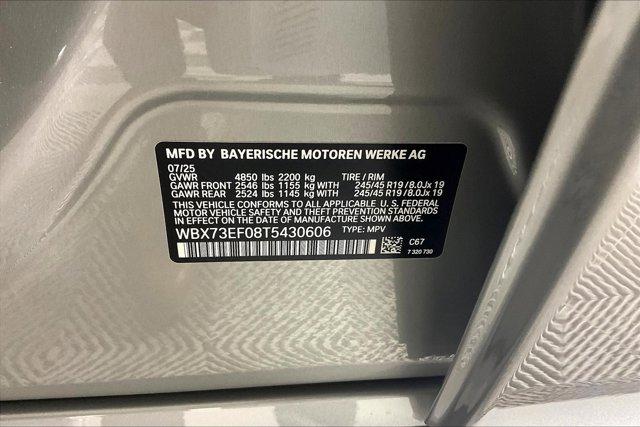 MFD BY BAYERISCHE MOTOREN WERKE AG
07/25
GVWR 4850 lbs 2200 kg TIRE / RIM
GAWR FRONT 2546 lbs 1155 kg WITH 245/45 R19 / 8.0Jx 19
GAWR REAR 2524 lbs 1145 kg WITH 245/45 R19 / 8.0Jx 19
THIS VEHICLE CONFORMS TO ALL APPLICABLE U. S. FEDERAL
MOTOR VEHICLE SAFETY, BUMPER, AND THEFT PREVENTION
STANDARDS IN EFFECT ON THE DATE OF MANUFACTURE SHOWN ABOVE.
WBX73EF08T5430606 TYPE: MPV
C67
7 320 730